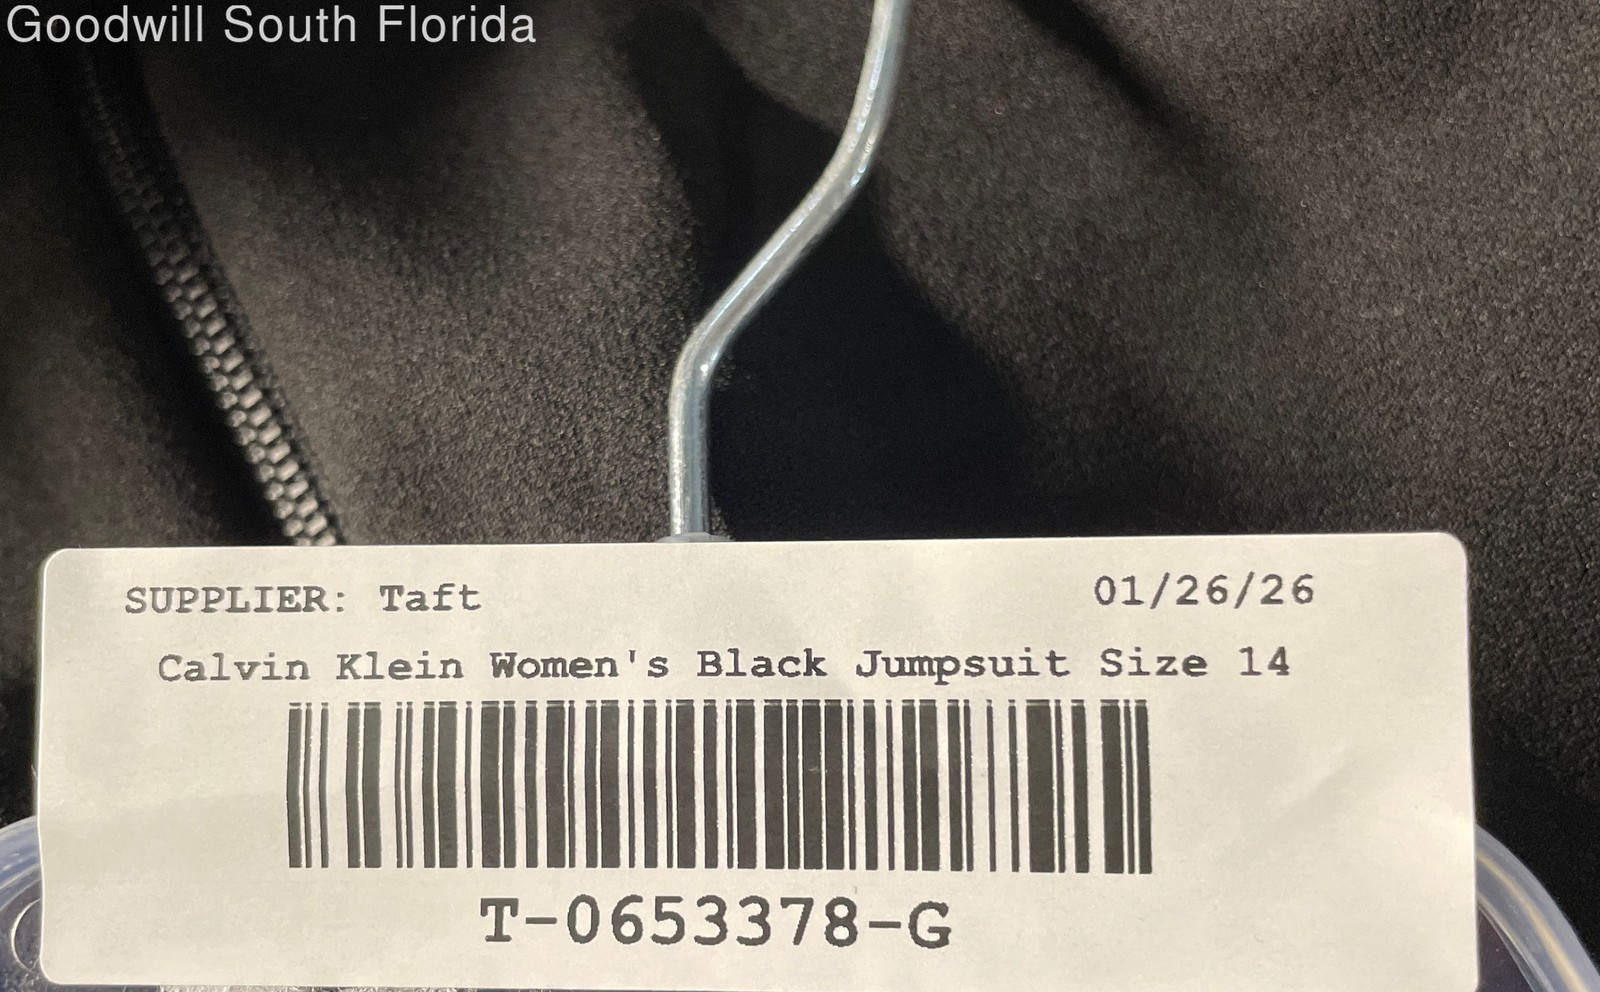 Goodwill South Florida
SUPPLIER: Taft 01/26/26
Calvin Klein Women's Black Jumpsuit Size 14
T-0653378-G